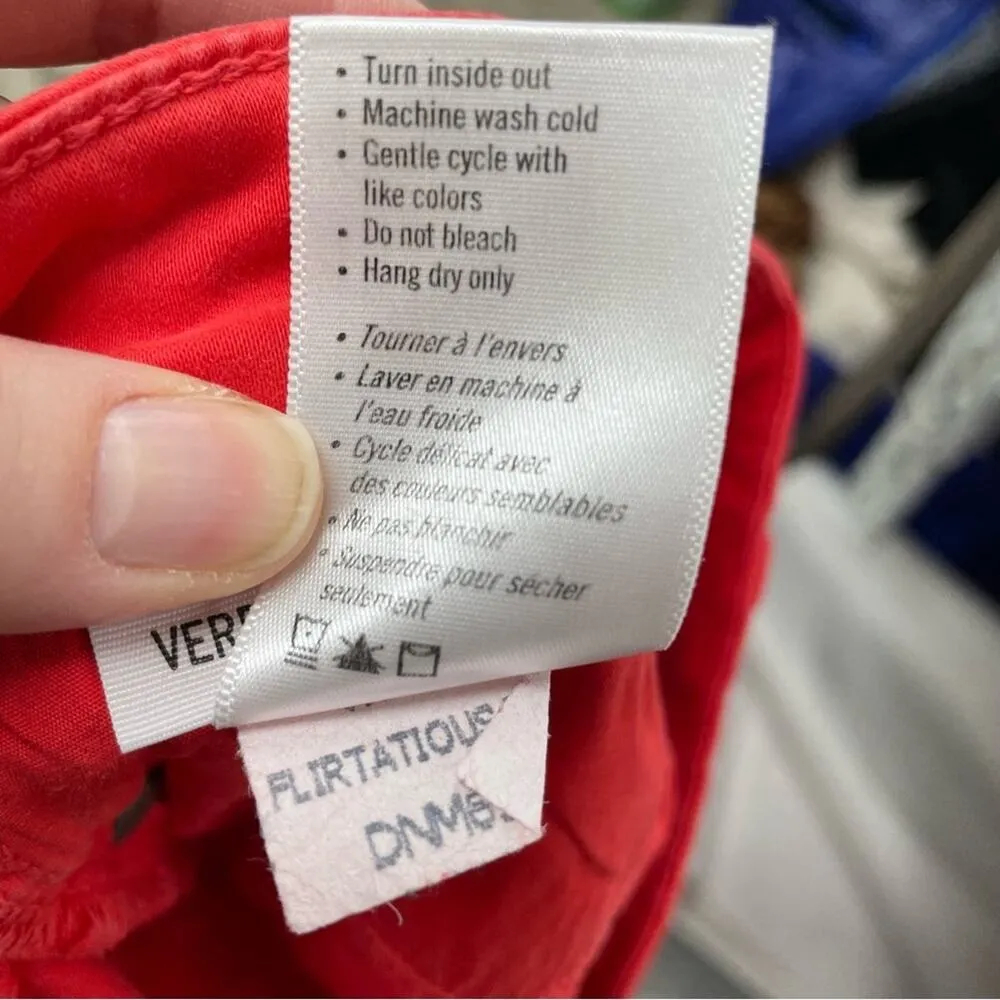 • Turn inside out
• Machine wash cold
• Gentle cycle with
like colors
• Do not bleach
• Hang dry only
• Tourner à l'envers
• Laver en machine à
l'eau froide
• Cycle délicat avec
des couleurs semblables
• Ne pas blanchir
• Suspendre pour sécher
seulement
FLIRTATIOUS